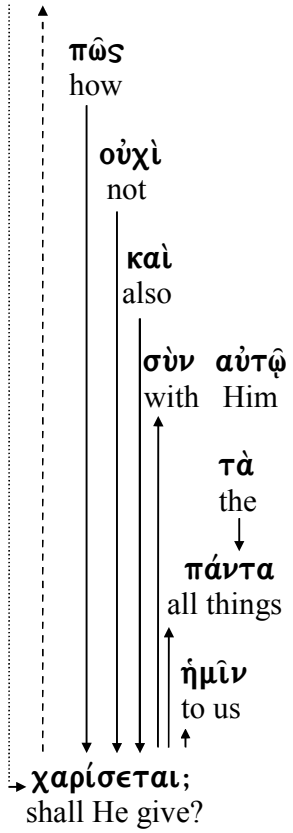 πῶς
how
οὐχὶ
not
καὶ
also
σὺν αὐτῷ
with Him
τὰ
the
πάντα
all things
ἡμῖν
to us
χαρίσεται;
shall He give?